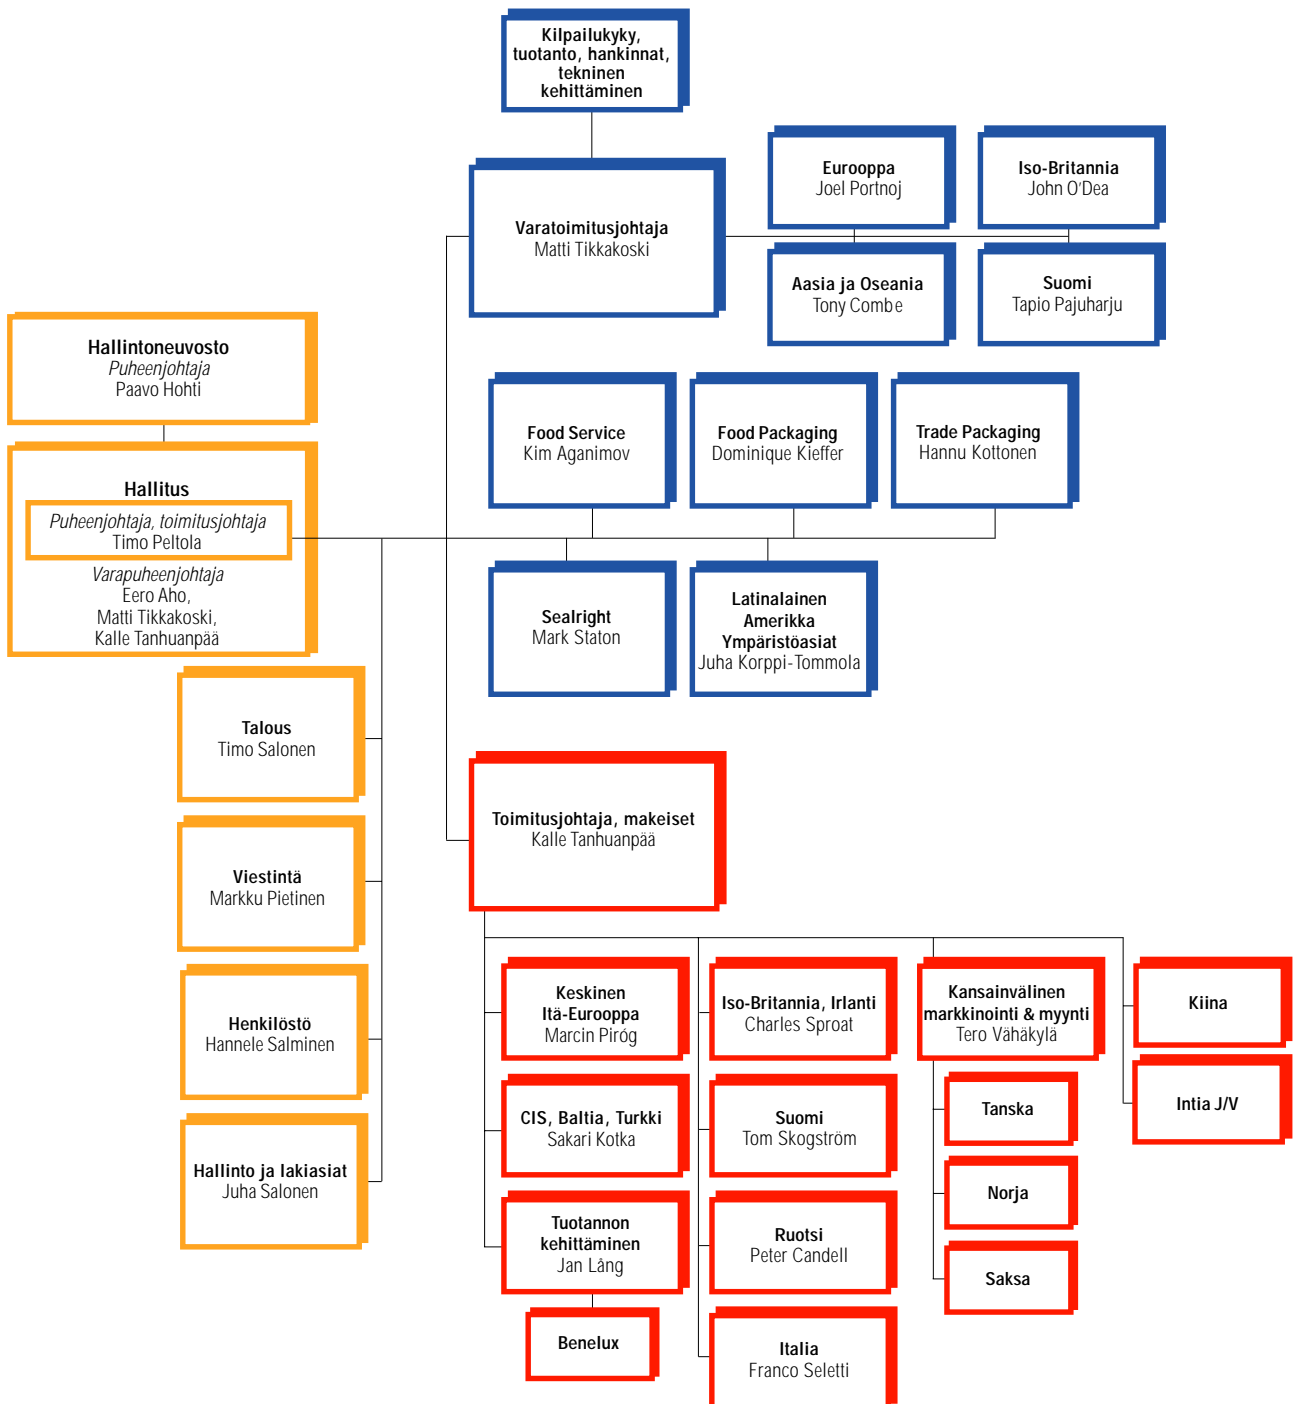 Kilpailukyky,
tuotanto, hankinnat,
tekninen
kehittäminen
Varatoimitusjohtaja
Matti Tikkakoski
Eurooppa
Joel Portnoj
Iso-Britannia
John O'Dea
Aasia ja Oseania
Tony Combe
Suomi
Tapio Pajuharju
Hallintoneuvosto
Puheenjohtaja
Paavo Hohti
Hallitus
Puheenjohtaja, toimitusjohtaja
Timo Peltola
Varapuheenjohtaja
Eero Aho,
Matti Tikkakoski,
Kalle Tanhuanpää
Food Service
Kim Aganimov
Food Packaging
Dominique Kieffer
Trade Packaging
Hannu Kottonen
Sealright
Mark Staton
Latinalainen
Amerikka
Ympäristöasiat
Juha Korppi-Tommola
Talous
Timo Salonen
Viestintä
Markku Pietinen
Henkilöstö
Hannele Salminen
Hallinto ja lakiasiat
Juha Salonen
Toimitusjohtaja, makeiset
Kalle Tanhuanpää
Keskinen
Itä-Eurooppa
Marcin Piróg
CIS, Baltia, Turkki
Sakari Kotka
Tuotannon
kehittäminen
Jan Lång
Benelux
Iso-Britannia, Irlanti
Charles Sproat
Suomi
Tom Skogström
Ruotsi
Peter Candell
Italia
Franco Seletti
Kansainvälinen
markkinointi & myynti
Tero Vähäkylä
Tanska
Norja
Saksa
Kiina
Intia J/V